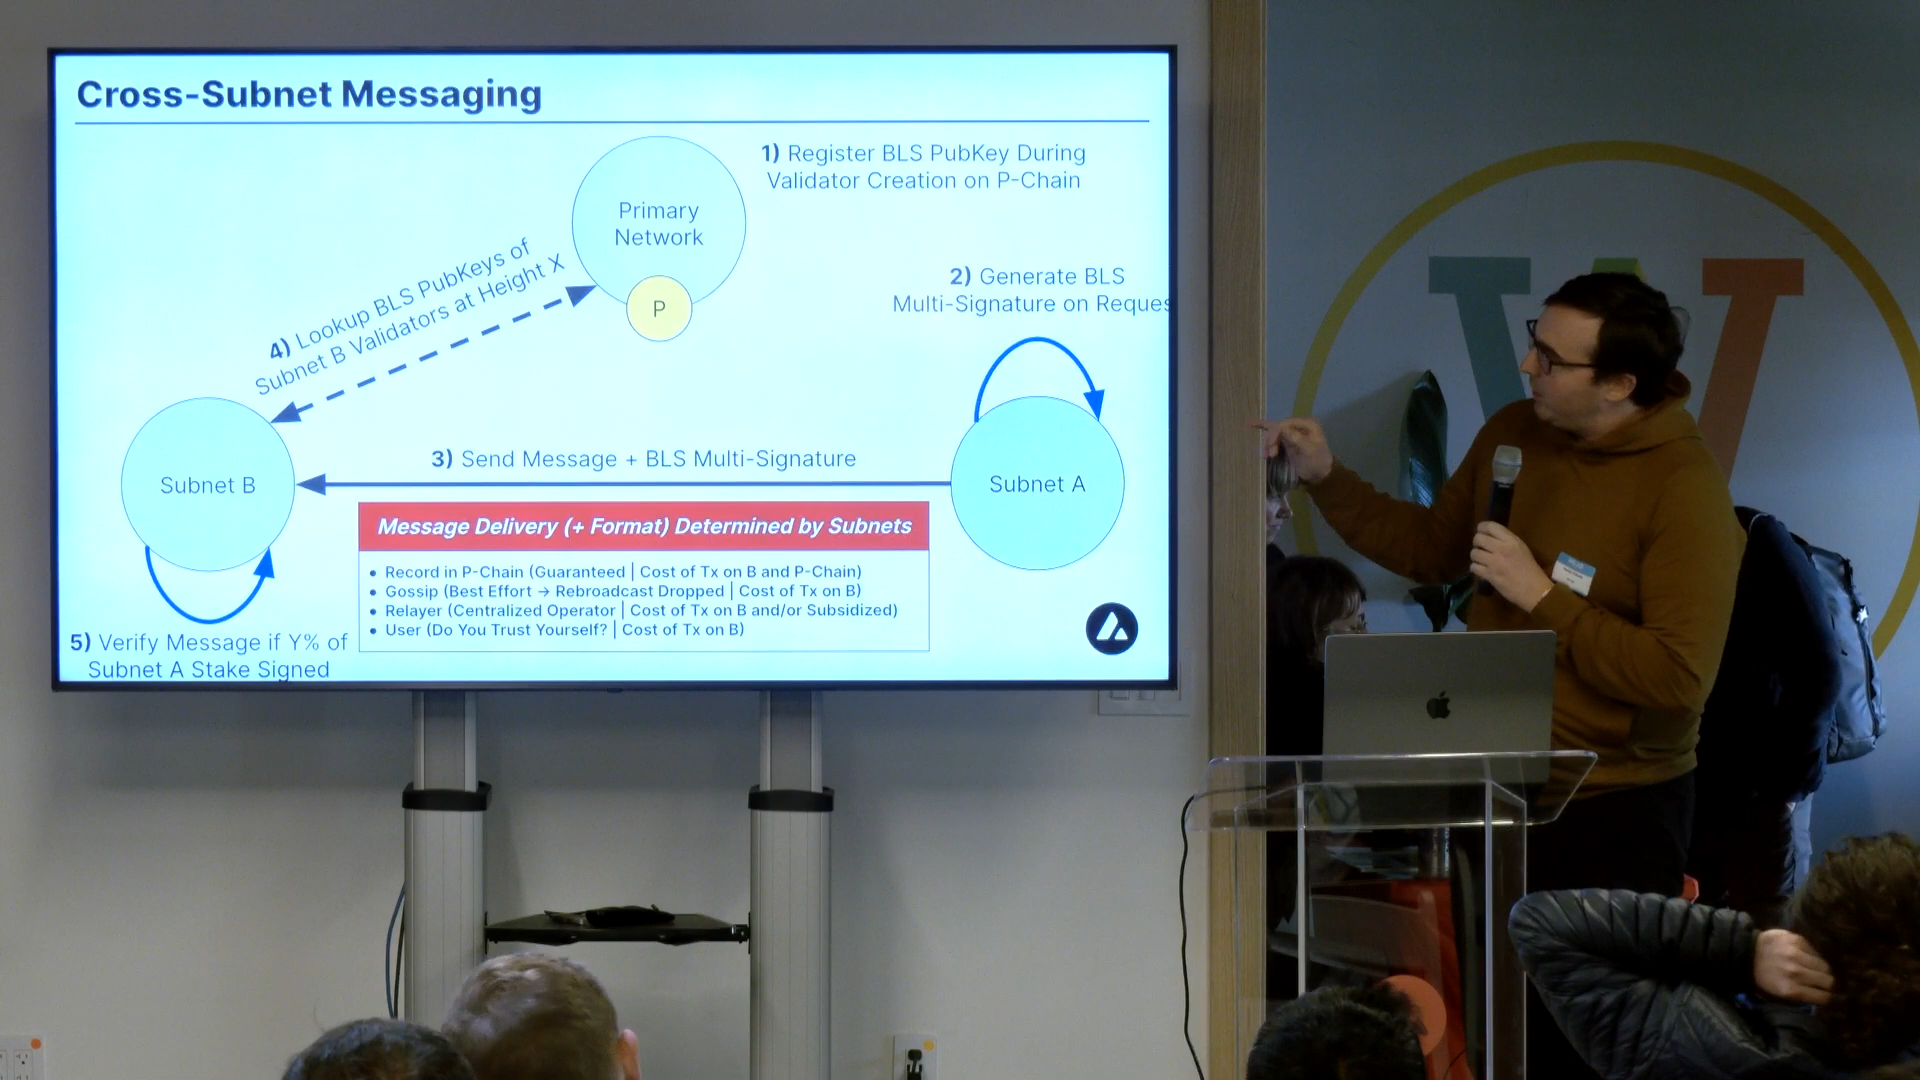 Cross-Subnet Messaging
1) Register BLS PubKey During
Validator Creation on P-Chain
Primary
Network
P
2) Generate BLS
Multi-Signature on Reques
4) Lookup BLS PubKeys of
Subnet B Validators at Height X
3) Send Message + BLS Multi-Signature
Subnet B
Subnet A
Message Delivery (+ Format) Determined by Subnets
• Record in P-Chain (Guaranteed | Cost of Tx on B and P-Chain)
• Gossip (Best Effort → Rebroadcast Dropped | Cost of Tx on B)
• Relayer (Centralized Operator | Cost of Tx on B and/or Subsidized)
• User (Do You Trust Yourself? | Cost of Tx on B)
5) Verify Message if Y% of
Subnet A Stake Signed